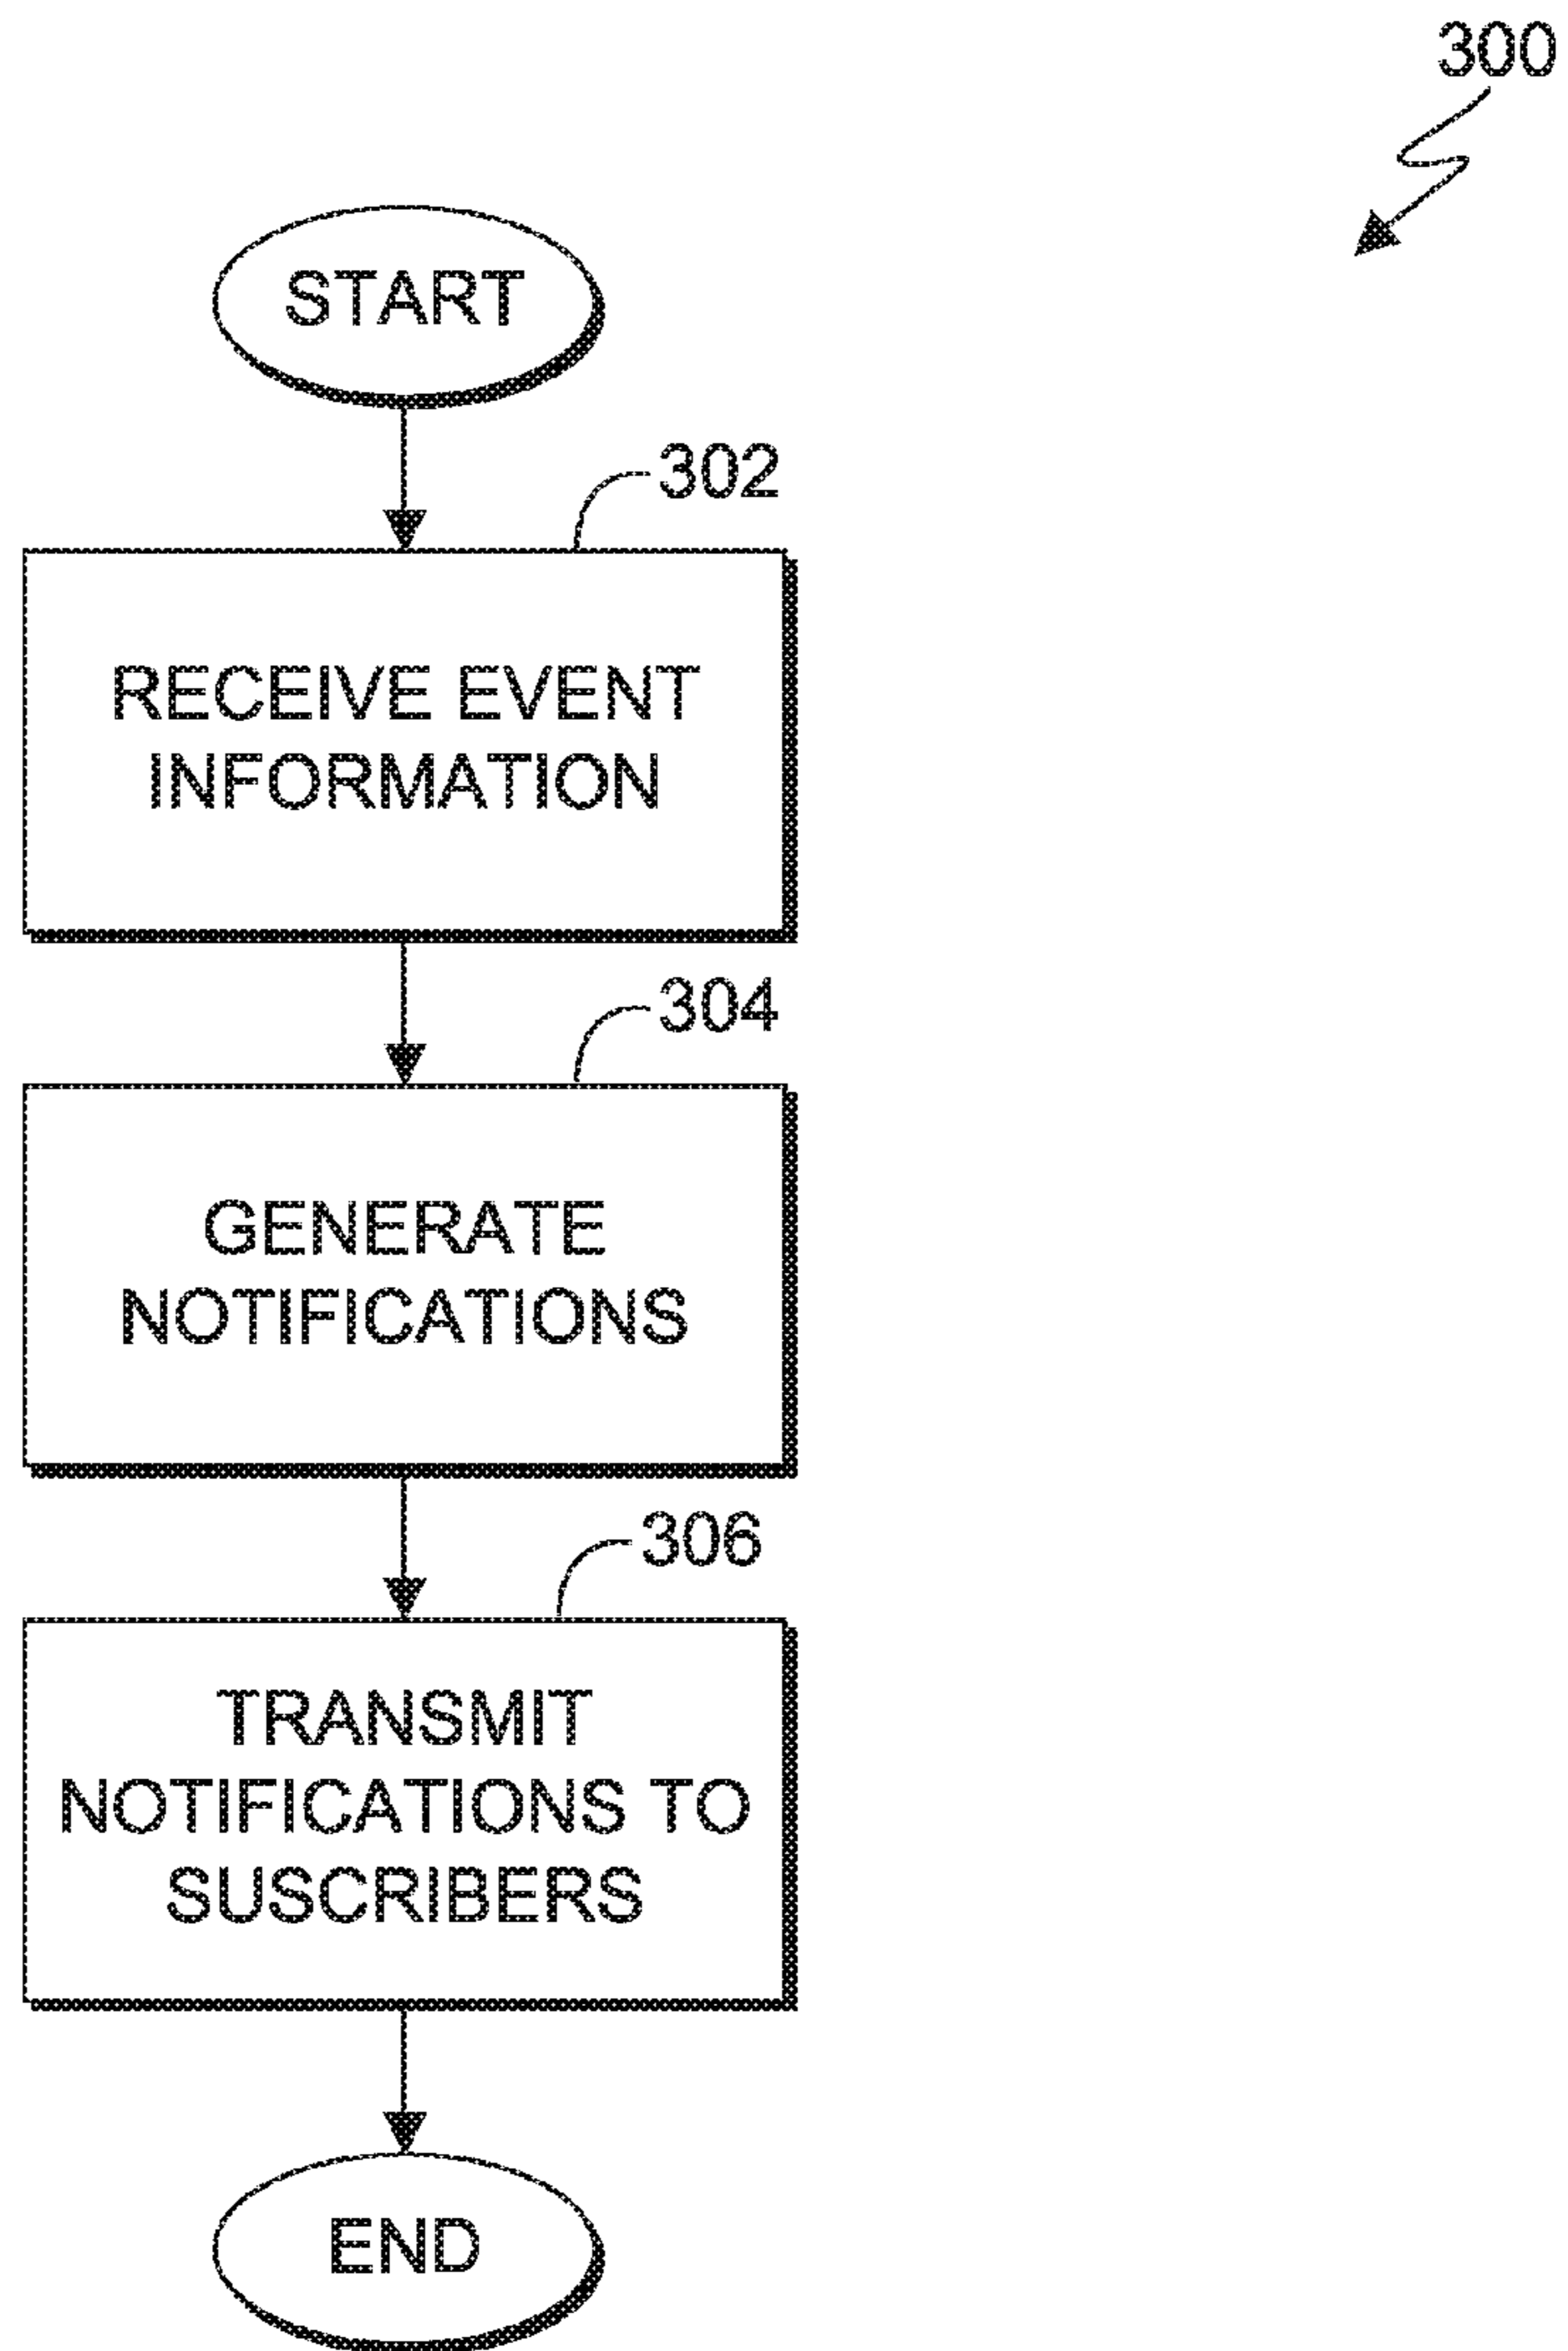 300
START
302
RECEIVE EVENT
INFORMATION
304
GENERATE
NOTIFICATIONS
306
TRANSMIT
NOTIFICATIONS TO
SUSCRIBERS
END